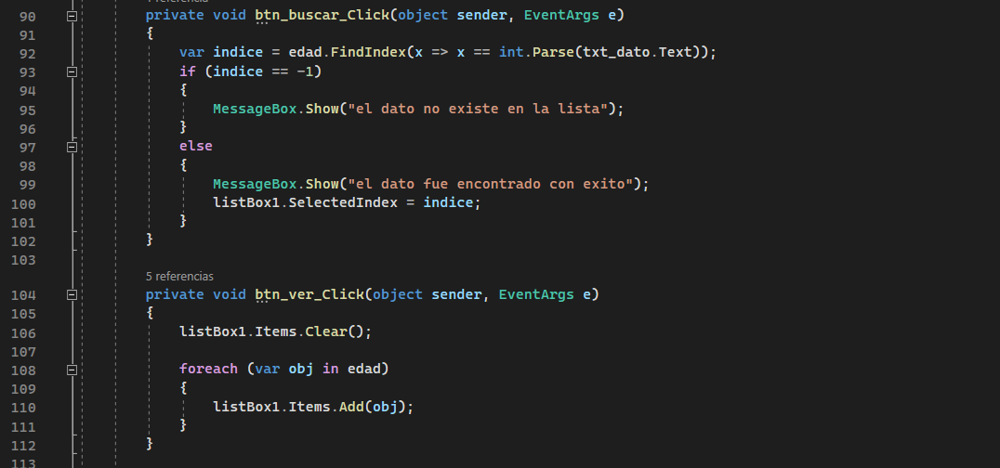 1 referencia
90 private void btn_buscar_Click(object sender, EventArgs e)
91 {
92 var indice = edad.FindIndex(x => x == int.Parse(txt_dato.Text));
93 if (indice == -1)
94 {
95 MessageBox.Show("el dato no existe en la lista");
96 }
97 else
98 {
99 MessageBox.Show("el dato fue encontrado con exito");
100 listBox1.SelectedIndex = indice;
101 }
102 }
103
5 referencias
104 private void btn_ver_Click(object sender, EventArgs e)
105 {
106 listBox1.Items.Clear();
107
108 foreach (var obj in edad)
109 {
110 listBox1.Items.Add(obj);
111 }
112 }
113